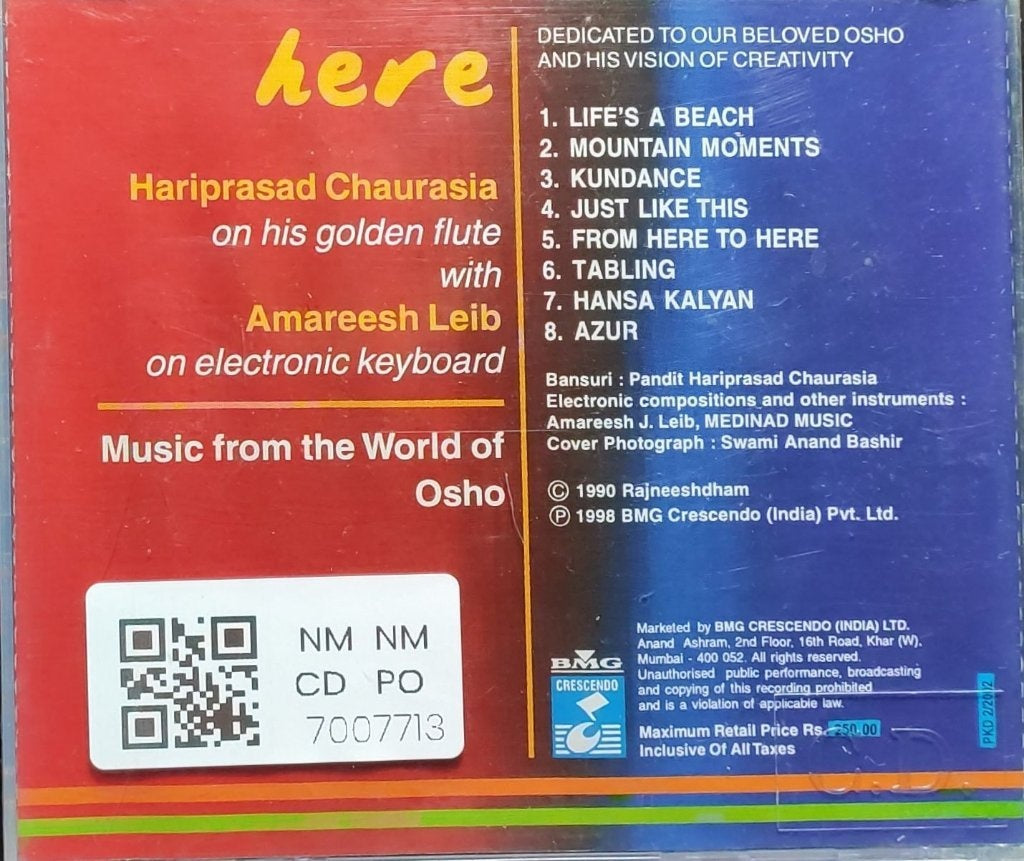 here
Hariprasad Chaurasia
on his golden flute
with
Amareesh Leib
on electronic keyboard
Music from the World of
Osho
NM NM
CD PO
7007713
DEDICATED TO OUR BELOVED OSHO
AND HIS VISION OF CREATIVITY
1. LIFE'S A BEACH
2. MOUNTAIN MOMENTS
3. KUNDANCE
4. JUST LIKE THIS
5. FROM HERE TO HERE
6. TABLING
7. HANSA KALYAN
8. AZUR
Bansuri : Pandit Hariprasad Chaurasia
Electronic compositions and other instruments :
Amareesh J. Leib, MEDINAD MUSIC
Cover Photograph : Swami Anand Bashir
© 1990 Rajneeshdham
℗ 1998 BMG Crescendo (India) Pvt. Ltd.
BMG
CRESCENDO
Marketed by BMG CRESCENDO (INDIA) LTD.
Anand Ashram, 2nd Floor, 16th Road, Khar (W).
Mumbai - 400 052. All rights reserved.
Unauthorised public performance, broadcasting
and copying of this recording prohibited
and is a violation of applicable law.
Maximum Retail Price Rs. 250.00
Inclusive Of All Taxes
PKD 2/2002